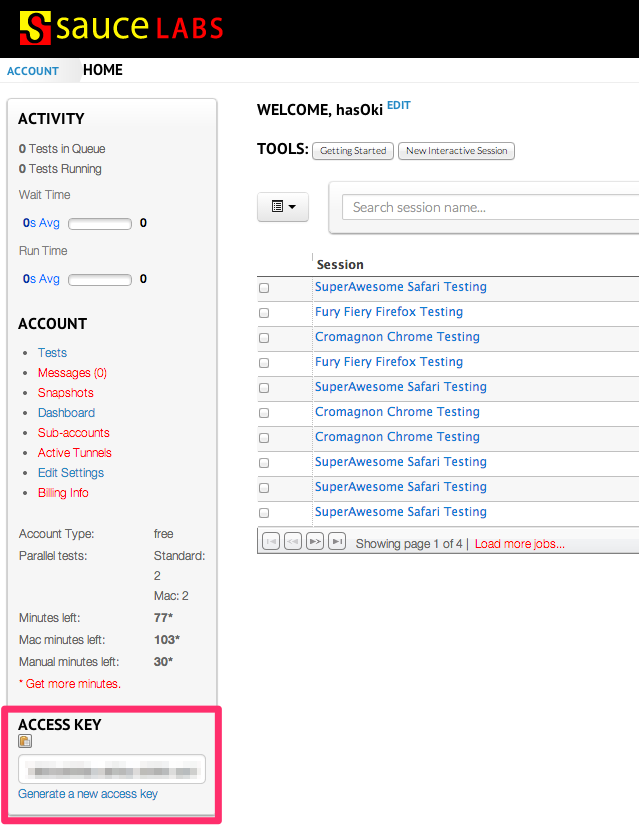 sauce LABS
ACCOUNT HOME
ACTIVITY
0 Tests in Queue
0 Tests Running
Wait Time
0s Avg 0
Run Time
0s Avg 0
ACCOUNT
Tests
Messages (0)
Snapshots
Dashboard
Sub-accounts
Active Tunnels
Edit Settings
Billing Info
Account Type: free
Parallel tests: Standard:
2
Mac: 2
Minutes left: 77*
Mac minutes left: 103*
Manual minutes left: 30*
* Get more minutes.
ACCESS KEY
Generate a new access key
WELCOME, hasOki EDIT
TOOLS: Getting Started New Interactive Session
Search session name...
Session
SuperAwesome Safari Testing
Fury Fiery Firefox Testing
Cromagnon Chrome Testing
Fury Fiery Firefox Testing
SuperAwesome Safari Testing
Cromagnon Chrome Testing
Cromagnon Chrome Testing
SuperAwesome Safari Testing
SuperAwesome Safari Testing
SuperAwesome Safari Testing
Showing page 1 of 4 | Load more jobs...